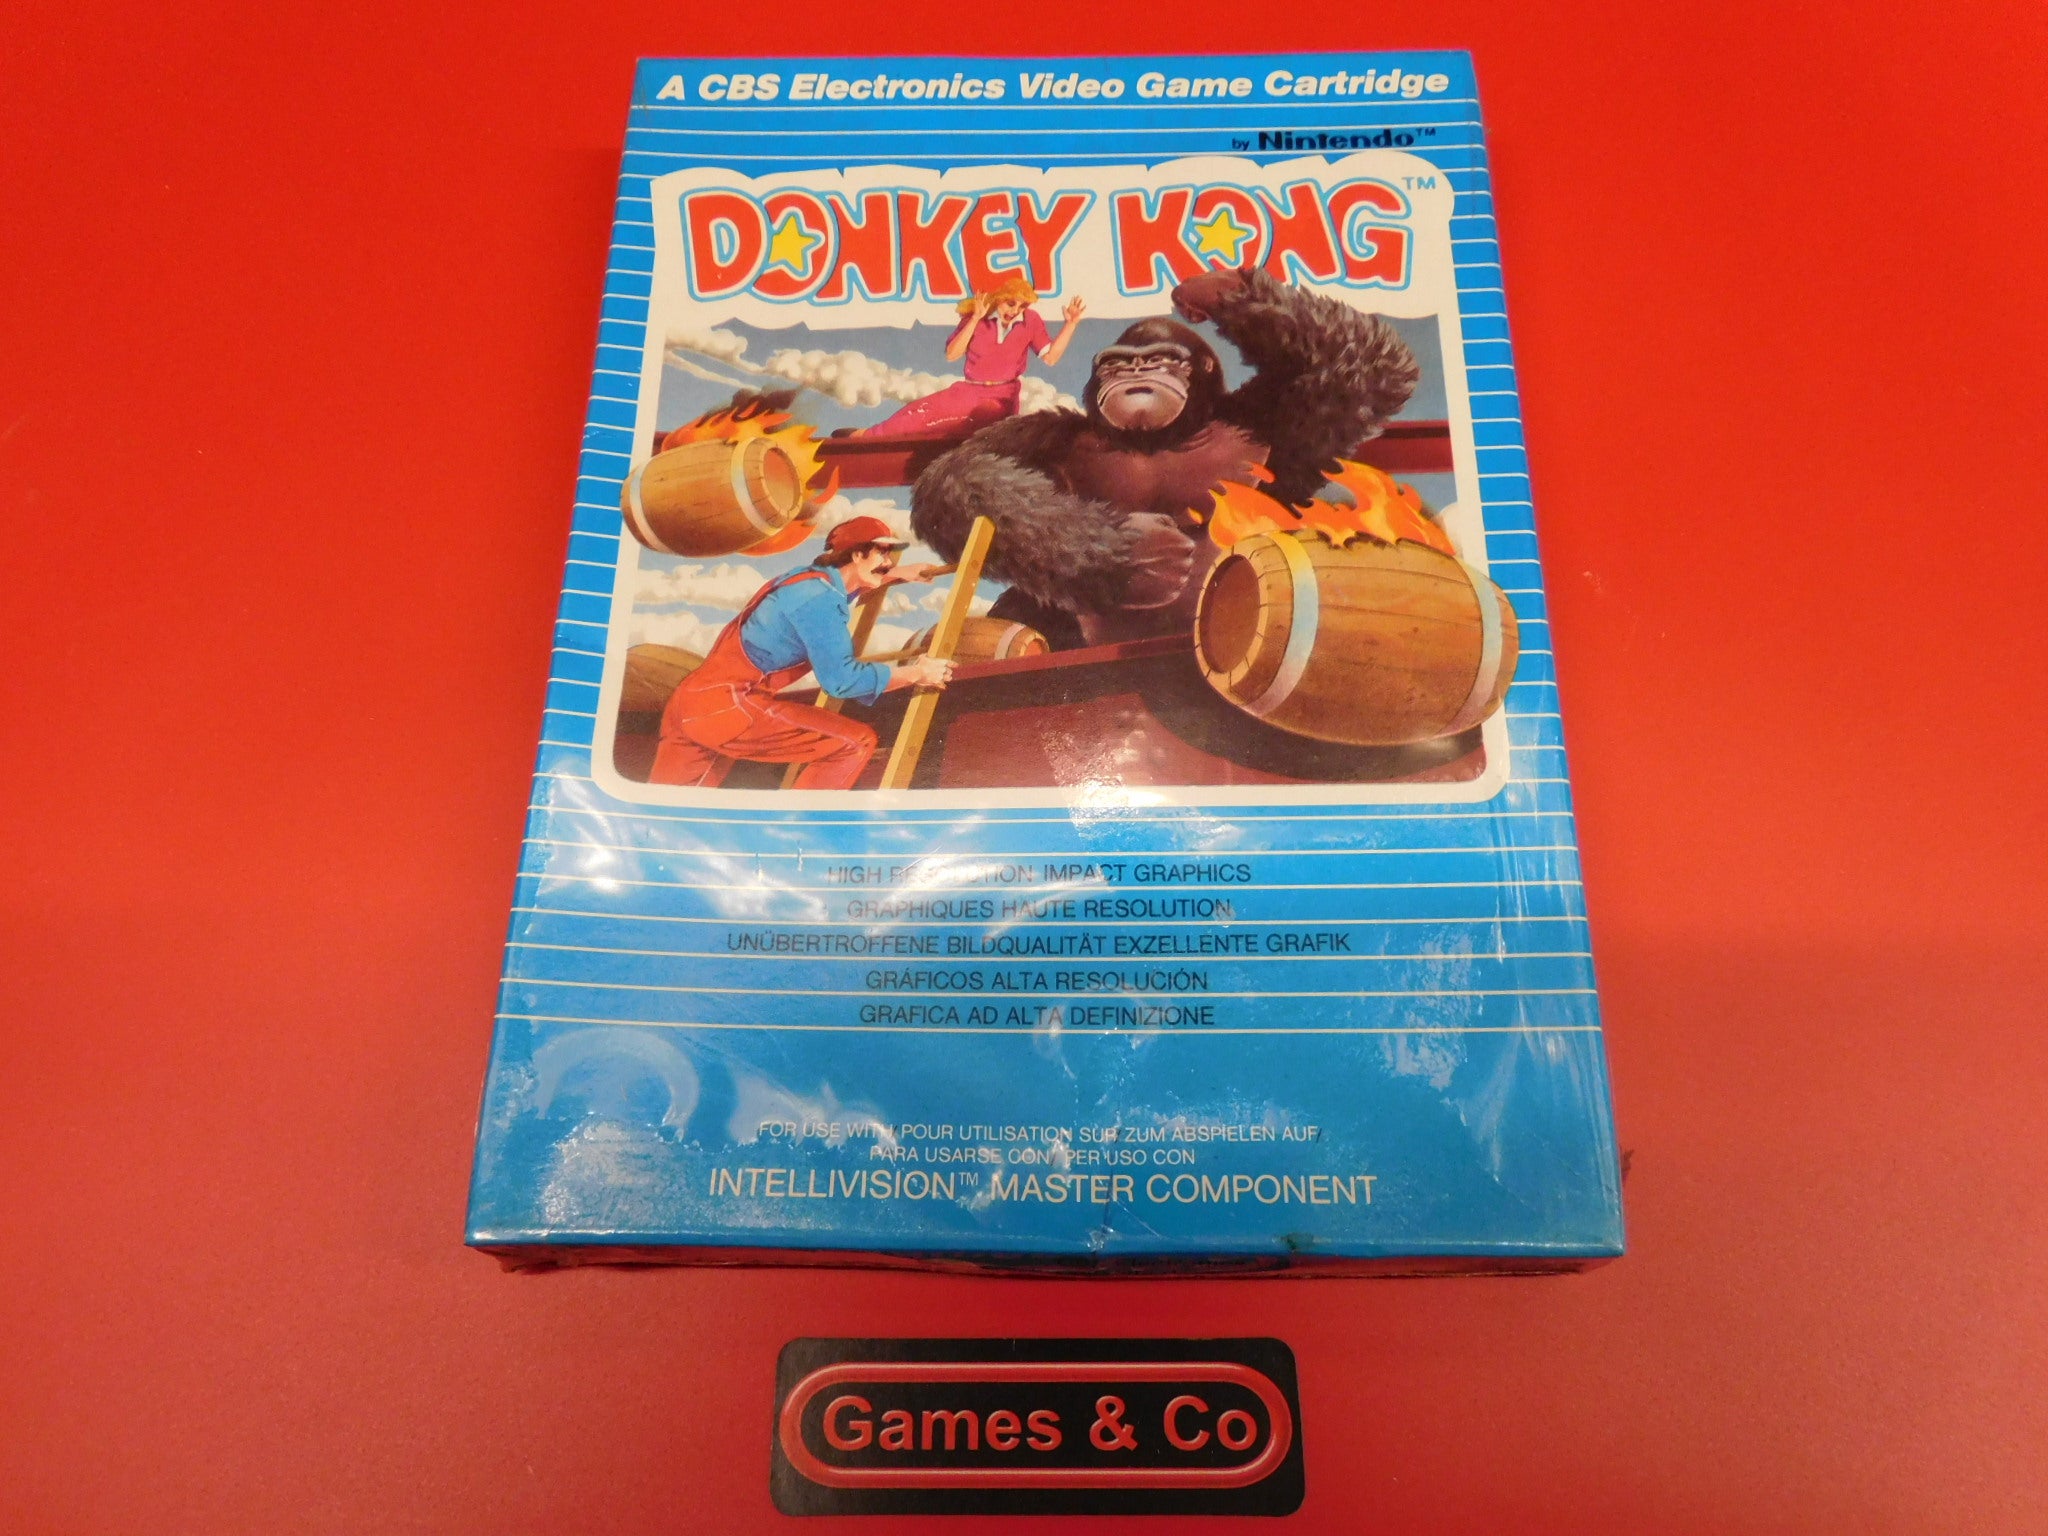 A CBS Electronics Video Game Cartridge
by Nintendo™
DONKEY KONG™
HIGH RESOLUTION IMPACT GRAPHICS
GRAPHIQUES HAUTE RESOLUTION
UNÜBERTROFFENE BILDQUALITÄT EXZELLENTE GRAFIK
GRÁFICOS ALTA RESOLUCIÓN
GRAFICA AD ALTA DEFINIZIONE
FOR USE WITH/ POUR UTILISATION SUR/ ZUM ABSPIELEN AUF/
PARA USARSE CON/ PER USO CON
INTELLIVISION™ MASTER COMPONENT
Games & Co